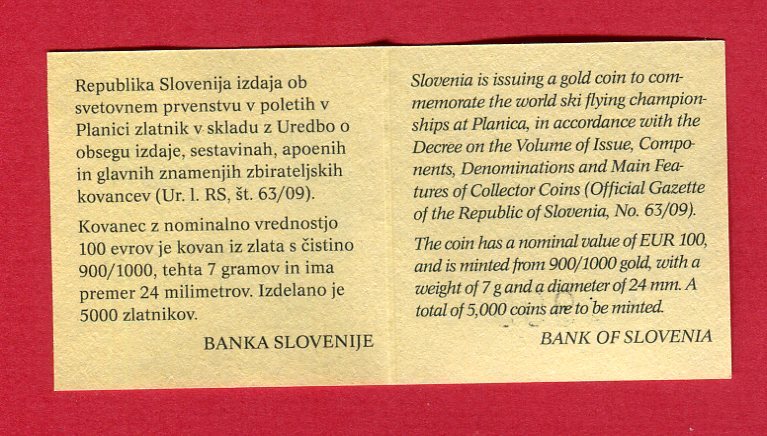 Republika Slovenija izdaja ob
svetovnem prvenstvu v poletih v
Planici zlatnik v skladu z Uredbo o
obsegu izdaje, sestavinah, apoenih
in glavnih znamenjih zbirateljskih
kovancev (Ur. l. RS, št. 63/09).
Kovanec z nominalno vrednostjo
100 evrov je kovan iz zlata s čistino
900/1000, tehta 7 gramov in ima
premer 24 milimetrov. Izdelano je
5000 zlatnikov.
BANKA SLOVENIJE
Slovenia is issuing a gold coin to com-
memorate the world ski flying champion-
ships at Planica, in accordance with the
Decree on the Volume of Issue, Compo-
nents, Denominations and Main Fea-
tures of Collector Coins (Official Gazette
of the Republic of Slovenia, No. 63/09).
The coin has a nominal value of EUR 100,
and is minted from 900/1000 gold, with a
weight of 7 g and a diameter of 24 mm. A
total of 5,000 coins are to be minted.
BANK OF SLOVENIA